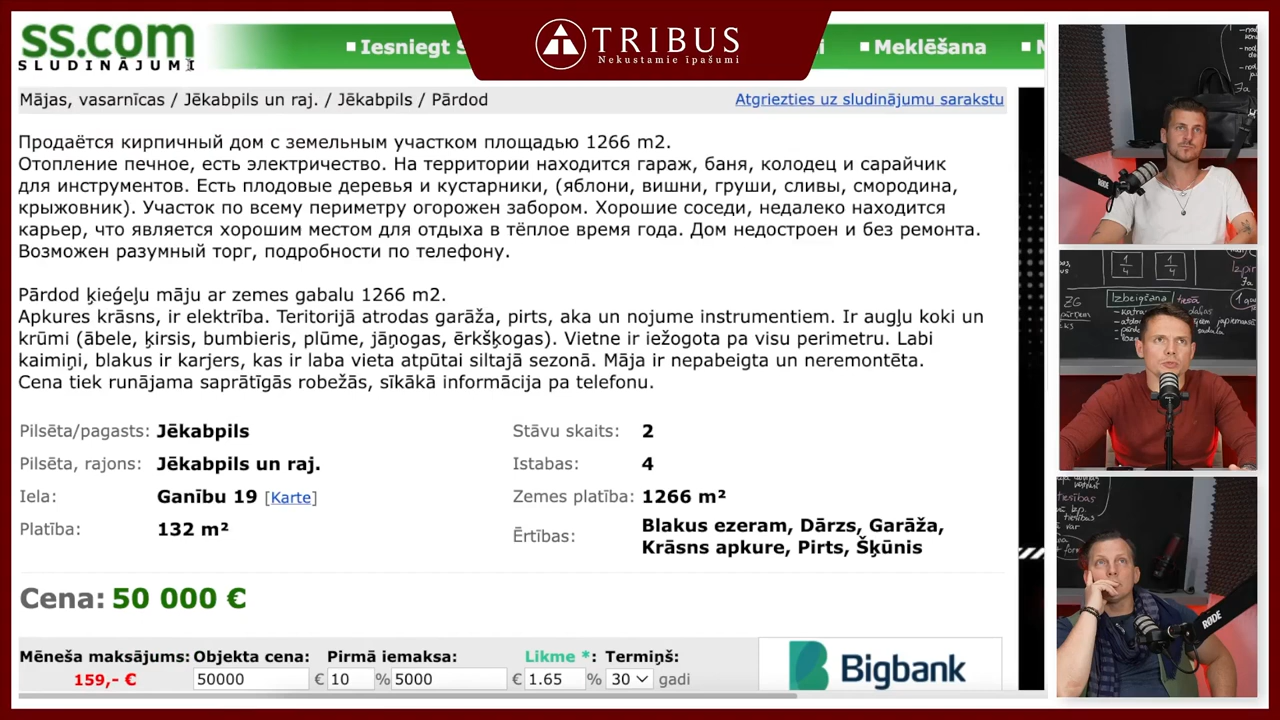 ss.com
SLUDINĀJUMI
Iesniegt S
TRIBUS
Nekustamie īpašumi
i
Meklēšana
Mājas, vasarnīcas / Jēkabpils un raj. / Jēkabpils / Pārdod
Atgriezties uz sludinājumu sarakstu
Продаётся кирпичный дом с земельным участком площадью 1266 m2.
Отопление печное, есть электричество. На территории находится гараж, баня, колодец и сарайчик
для инструментов. Есть плодовые деревья и кустарники, (яблони, вишни, груши, сливы, смородина,
крыжовник). Участок по всему периметру огорожен забором. Хорошие соседи, недалеко находится
карьер, что является хорошим местом для отдыха в тёплое время года. Дом недостроен и без ремонта.
Возможен разумный торг, подробности по телефону.
Pārdod ķieģeļu māju ar zemes gabalu 1266 m2.
Apkures krāsns, ir elektrība. Teritorijā atrodas garāža, pirts, aka un nojume instrumentiem. Ir augļu koki un
krūmi (ābele, ķirsis, bumbieris, plūme, jāņogas, ērkšķogas). Vietne ir iežogota pa visu perimetru. Labi
kaimiņi, blakus ir karjers, kas ir laba vieta atpūtai siltajā sezonā. Māja ir nepabeigta un neremontēta.
Cena tiek runājama saprātīgās robežās, sīkākā informācija pa telefonu.
Pilsēta/pagasts: Jēkabpils
Stāvu skaits: 2
Pilsēta, rajons: Jēkabpils un raj.
Istabas: 4
Iela: Ganību 19 [Karte]
Zemes platība: 1266 m²
Platība: 132 m²
Ērtības: Blakus ezeram, Dārzs, Garāža,
Krāsns apkure, Pirts, Šķūnis
Cena: 50 000 €
Mēneša maksājums: Objekta cena: Pirmā iemaksa: Likme *: Termiņš:
159,- € 50000 € 10 % 5000 € 1.65 % 30 gadi
Bigbank
RØDE
1/4 1/4
ZG
Izbeigšana
RØDE